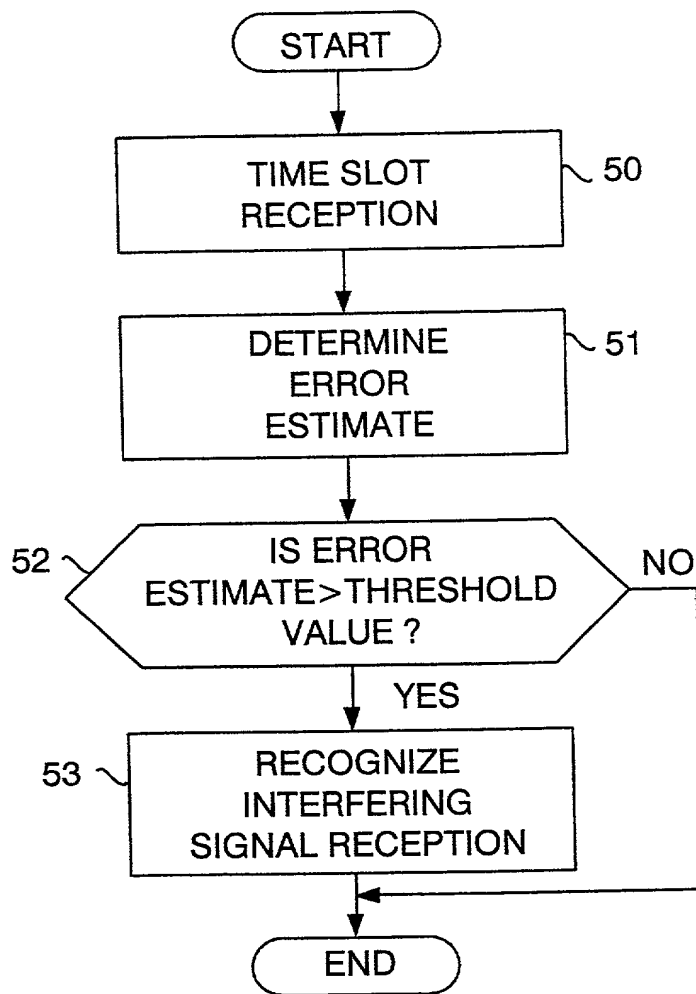 START
TIME SLOT
RECEPTION
50
DETERMINE
ERROR
ESTIMATE
51
52
IS ERROR
ESTIMATE>THRESHOLD
VALUE ?
NO
YES
53
RECOGNIZE
INTERFERING
SIGNAL RECEPTION
END